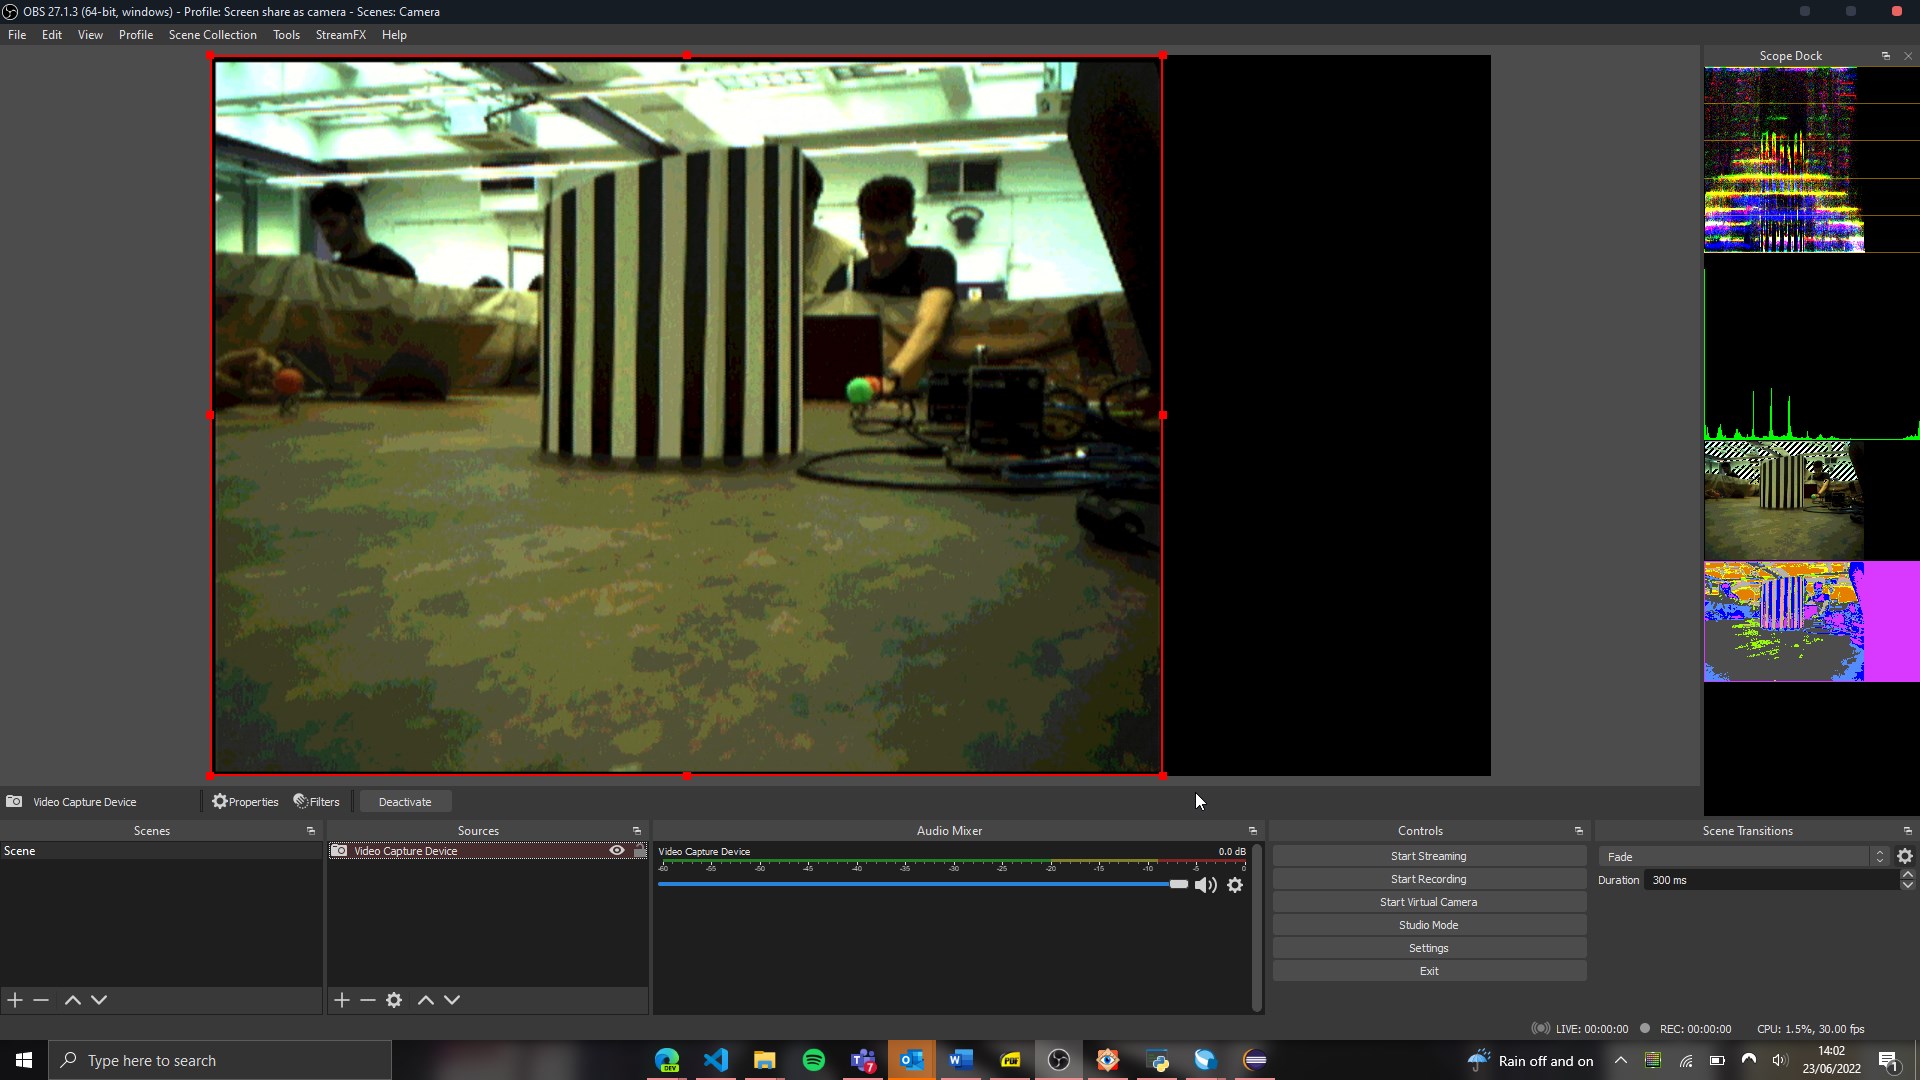 OBS 27.1.3 (64-bit, windows) - Profile: Screen share as camera - Scenes: Camera
File Edit View Profile Scene Collection Tools StreamFX Help
Scope Dock
Video Capture Device Properties Filters Deactivate
Scenes
Scene
Sources
Video Capture Device
Audio Mixer
Video Capture Device 0.0 dB
-60 -55 -50 -45 -40 -35 -30 -25 -20 -15 -10 -5 0
Controls
Start Streaming
Start Recording
Start Virtual Camera
Studio Mode
Settings
Exit
Scene Transitions
Fade
Duration 300 ms
LIVE: 00:00:00 REC: 00:00:00 CPU: 1.5%, 30.00 fps
Type here to search
DEV
7
PDF
Rain off and on
14:02
23/06/2022
1